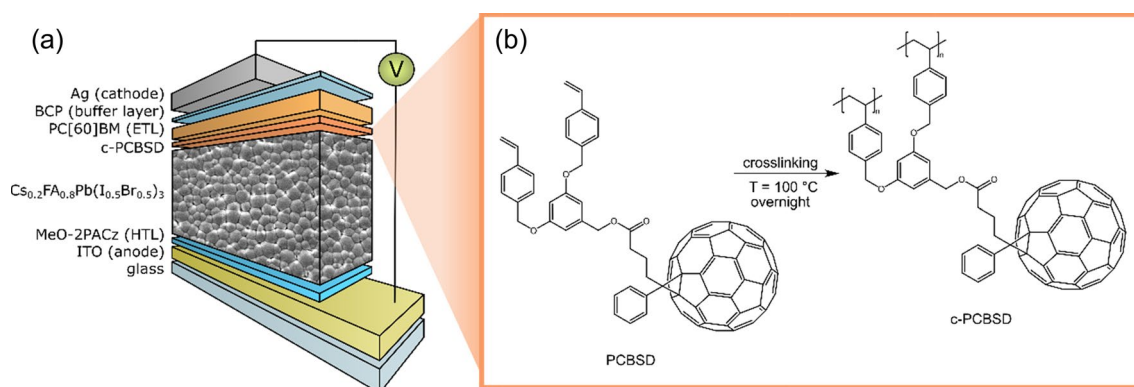 (a)
V
Ag (cathode)
BCP (buffer layer)
PC[60]BM (ETL)
c-PCBSD
Cs₀.₂FA₀.₈Pb(I₀.₅Br₀.₅)₃
MeO-2PACz (HTL)
ITO (anode)
glass
(b)
O
O
O
O
PCBSD
crosslinking
T = 100 °C
overnight
n
n
O
O
O
O
c-PCBSD